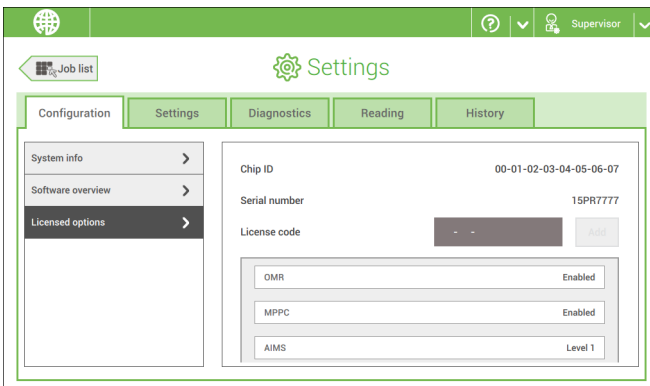 ? Supervisor
Job list
Settings
Configuration Settings Diagnostics Reading History
System info
Software overview
Licensed options
Chip ID 00-01-02-03-04-05-06-07
Serial number 15PR7777
License code - - Add
OMR Enabled
MPPC Enabled
AIMS Level 1